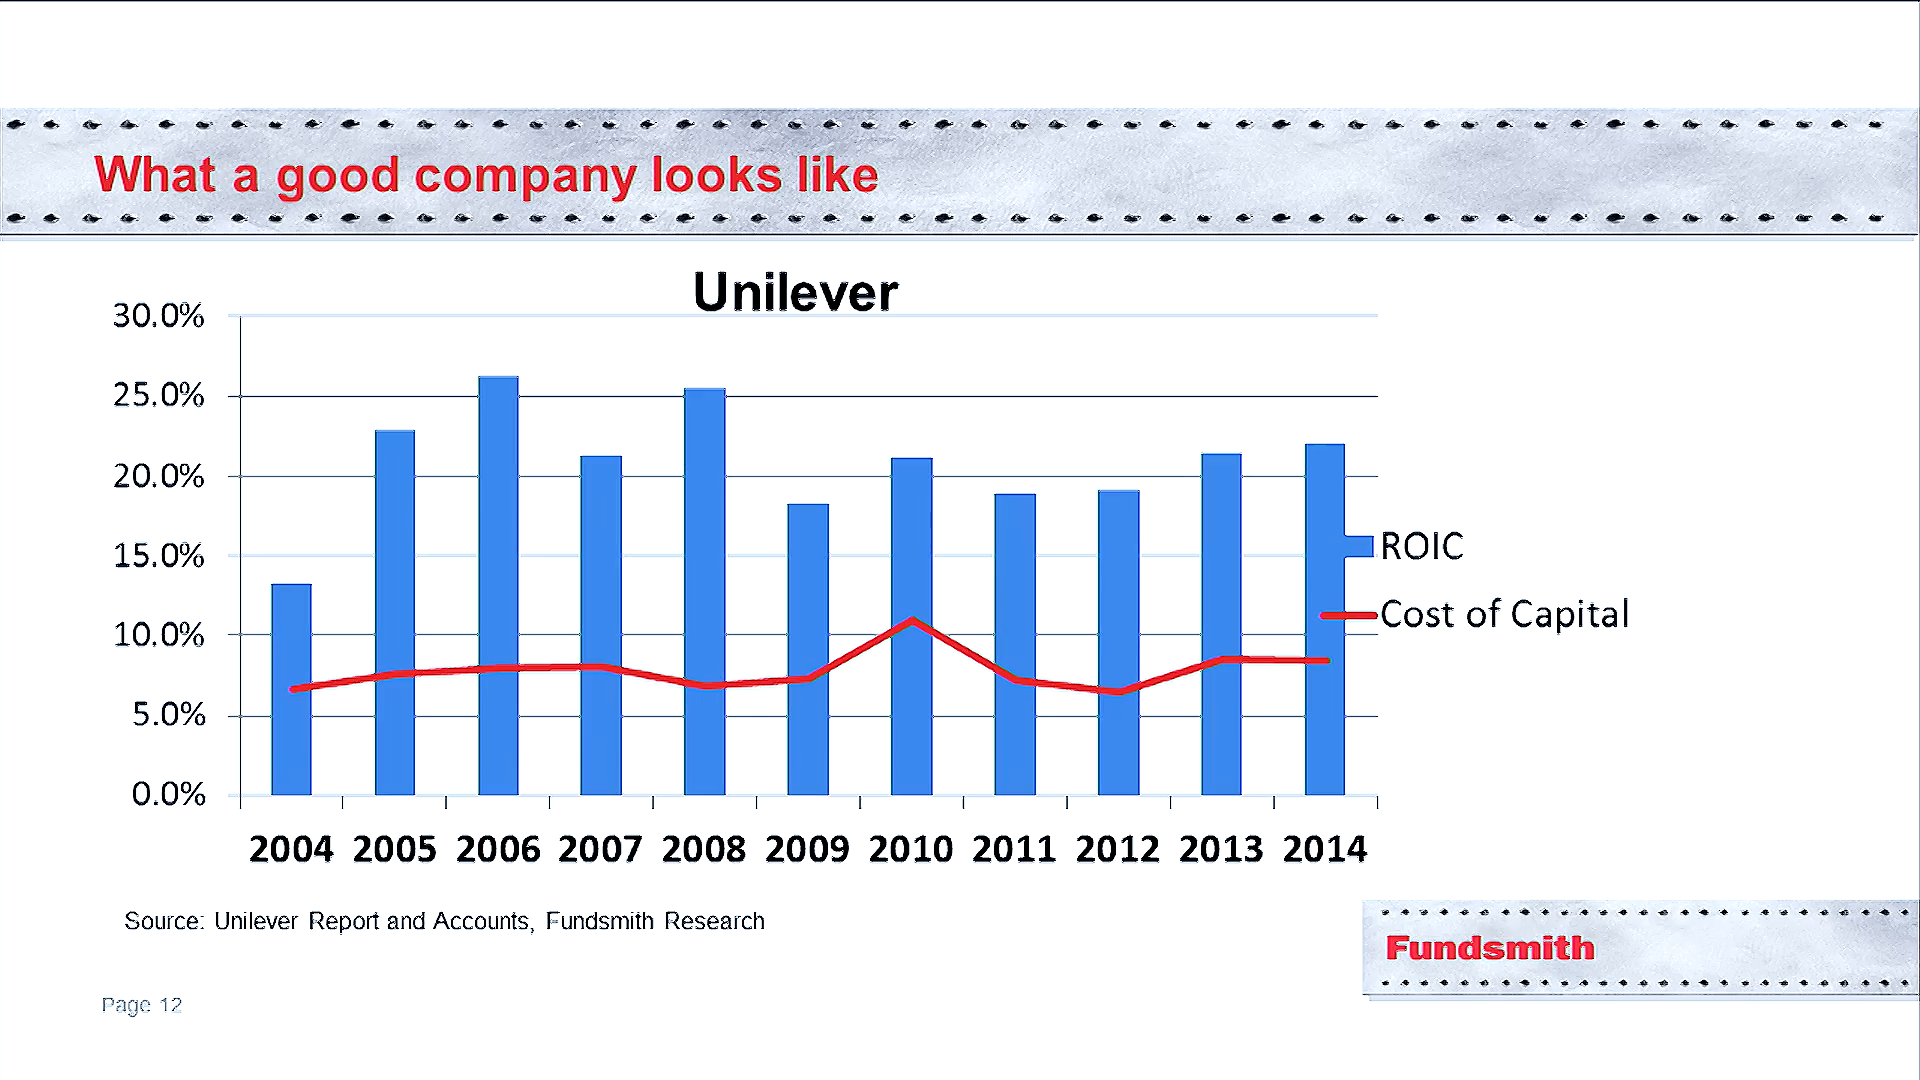 What a good company looks like
Unilever
30.0%
25.0%
20.0%
15.0%
10.0%
5.0%
0.0%
ROIC
Cost of Capital
2004 2005 2006 2007 2008 2009 2010 2011 2012 2013 2014
Source: Unilever Report and Accounts, Fundsmith Research
Fundsmith
Page 12